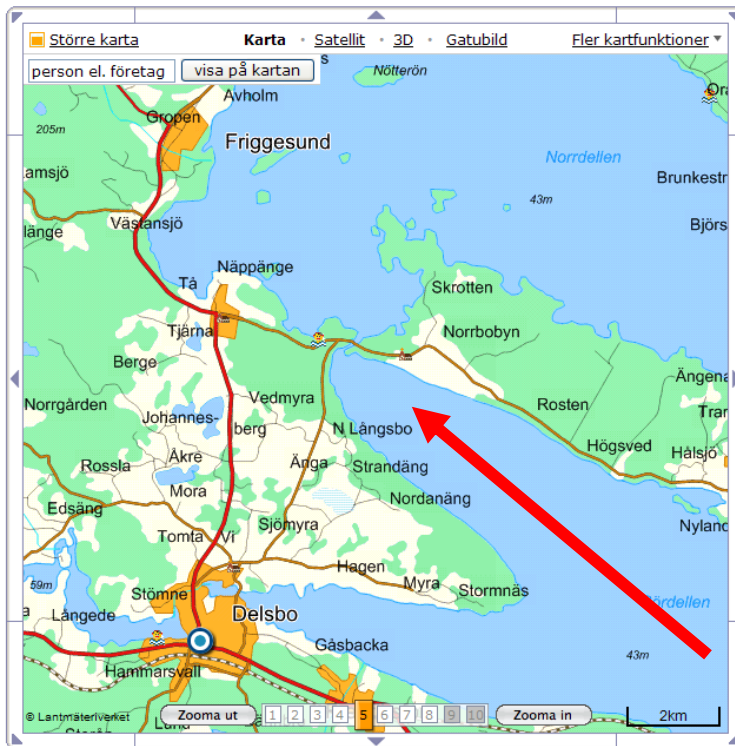 Större karta
Karta • Satellit • 3D • Gatubild
Fler kartfunktioner
person el. företag
visa på kartan
Nötterön
Avholm
Gropen
205m
Friggesund
Norrdellen
Brunkestr
43m
amsjö
Västansjö
Björs
länge
Näppänge
Tå
Skrotten
Tjärna
Norrbobyn
Berge
Ängena
Norrgården
Vedmyra
Rosten
Johannes-
berg
N Långsbo
Högsved
Hålsjö
Åkre
Änga
Rossla
Strandäng
Mora
Nordanäng
Edsäng
Sjömyra
Nyland
Tomta
Vi
Hagen
59m
Stömne
Myra
Stormnäs
Långede
Delsbo
ördellen
Gåsbacka
43m
Hammarsvall
© Lantmäteriverket
Zooma ut
1 2 3 4 5 6 7 8 9 10
Zooma in
2km